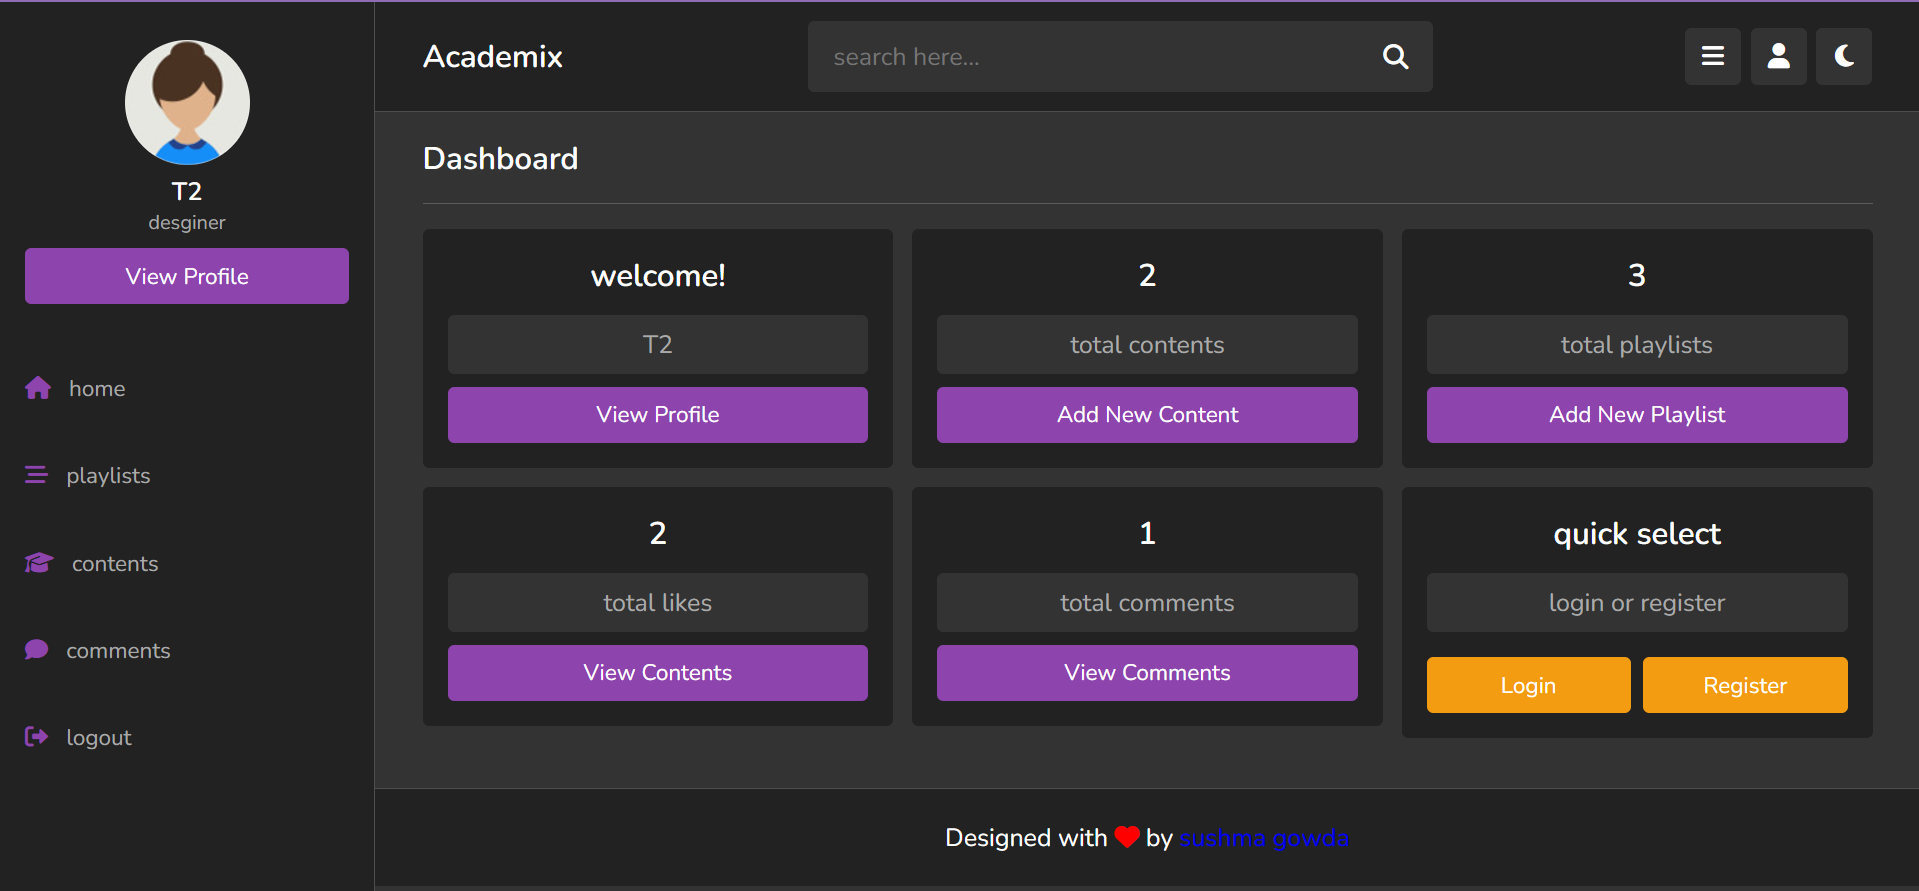 T2
desginer
View Profile
home
playlists
contents
comments
logout
Academix
search here...
Dashboard
welcome!
T2
View Profile
2
total contents
Add New Content
3
total playlists
Add New Playlist
2
total likes
View Contents
1
total comments
View Comments
quick select
login or register
Login
Register
Designed with ❤ by sushma gowda